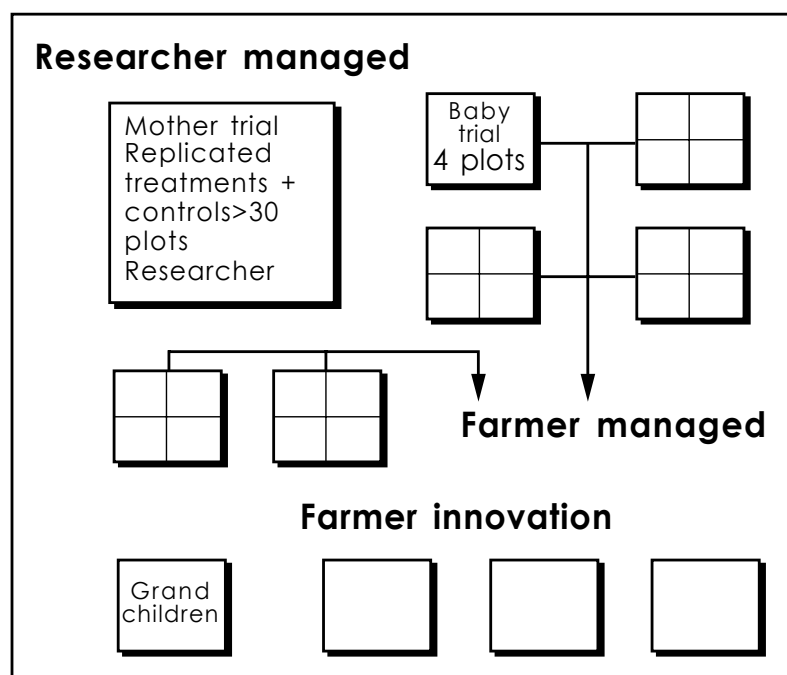 Researcher managed
Mother trial
Replicated
treatments +
controls>30
plots
Researcher
Baby
trial
4 plots
Farmer managed
Farmer innovation
Grand
children